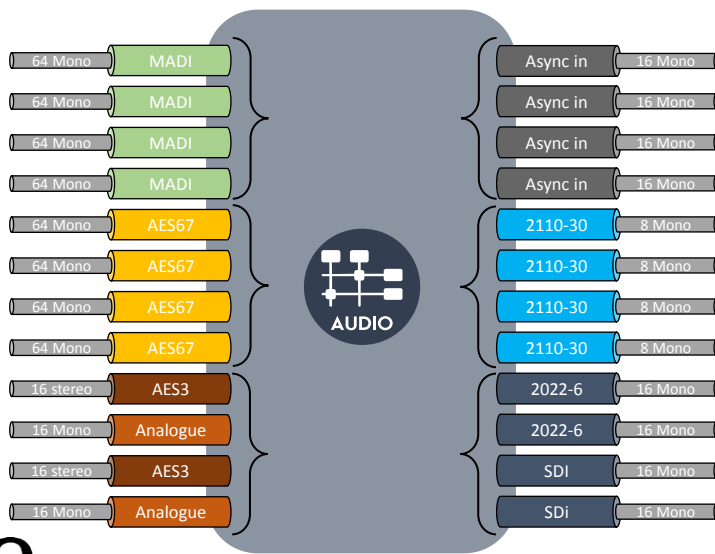 64 Mono MADI Async in 16 Mono
64 Mono MADI Async in 16 Mono
64 Mono MADI Async in 16 Mono
64 Mono MADI Async in 16 Mono
64 Mono AES67 2110-30 8 Mono
64 Mono AES67 2110-30 8 Mono
64 Mono AES67 2110-30 8 Mono
AUDIO
64 Mono AES67 2110-30 8 Mono
16 stereo AES3 2022-6 16 Mono
16 Mono Analogue 2022-6 16 Mono
16 stereo AES3 SDI 16 Mono
16 Mono Analogue SDi 16 Mono